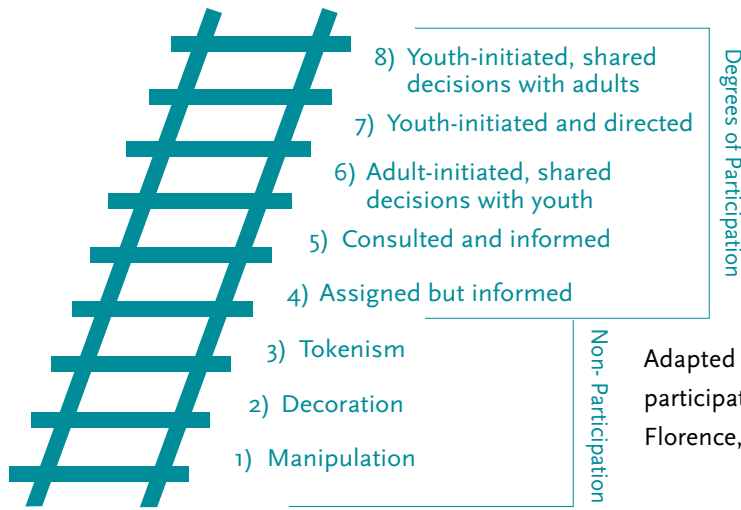 8) Youth-initiated, shared
decisions with adults
7) Youth-initiated and directed
6) Adult-initiated, shared
decisions with youth
5) Consulted and informed
4) Assigned but informed
Degrees of Participation
3) Tokenism
2) Decoration
1) Manipulation
Non- Participation
Adapted
Florence,